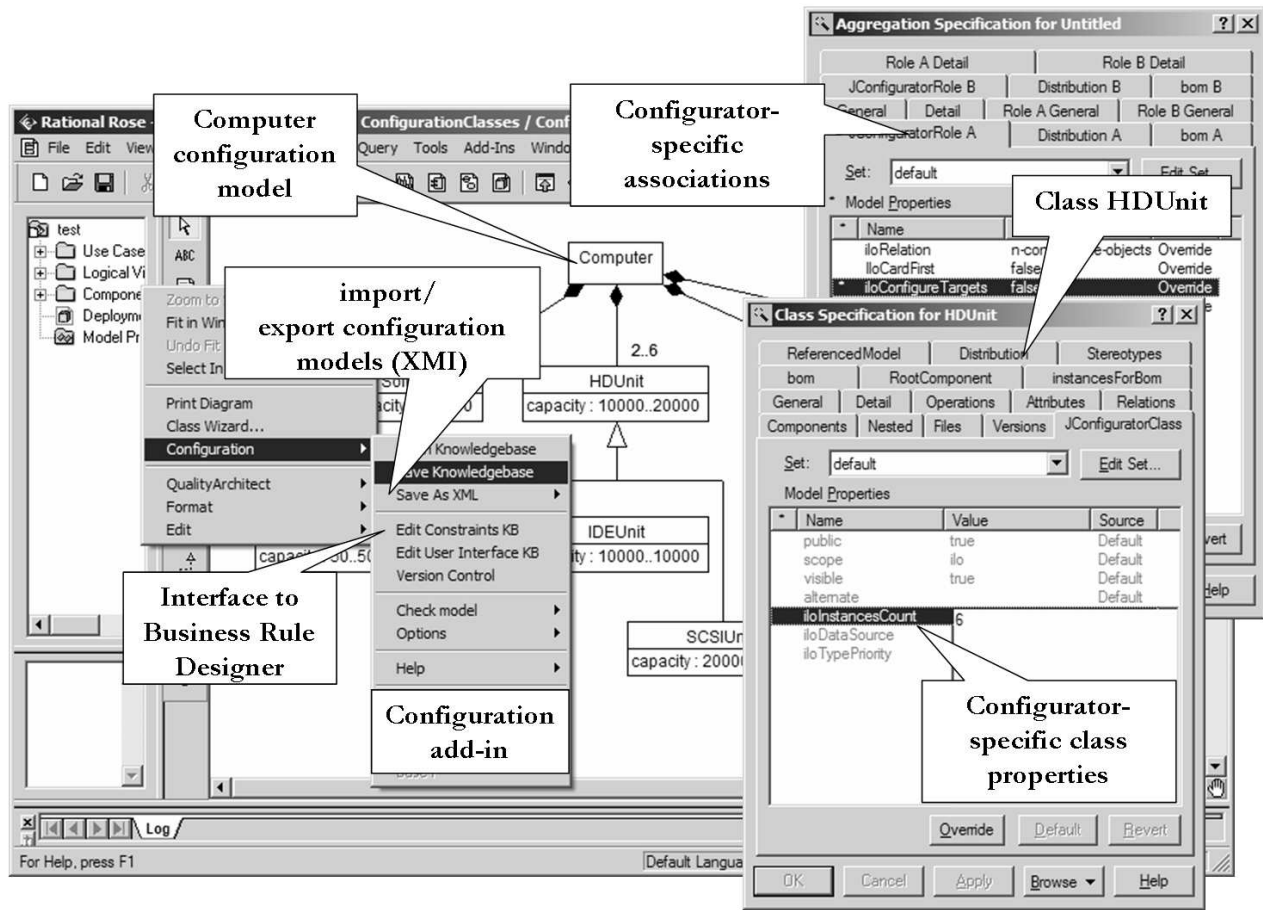 Aggregation Specification for Untitled
Role A Detail Role B Detail
JConfiguratorRole B Distribution B bom B
General Detail Role A General Role B General
JConfiguratorRole A Distribution A bom A
Set: default Edit Set...
* Model Properties
* Name
iloRelation Override
IloCardFirst false Override
* iloConfigureTargets false Override
Help
Configurator-
specific
associations
Class HDUnit
Rational Rose - ConfigurationClasses /
File Edit View Query Tools Add-Ins
Computer
configuration
model
test
Use Case
Logical
Deployme
Model
ABC
Computer
2..6
HDUnit
capacity : 10000..20000
IDEUnit
: 10000..10000
capacity :
import/
export configuration
models (XMI)
Zoom to
Fit in
Undo Fit
Select In
Print Diagram
Class Wizard...
Configuration
QualityArchitect
Format
Edit
Knowledgebase
Save Knowledgebase
Save As XML
Edit Constraints KB
Edit User Interface KB
Version Control
Check model
Options
Help
Interface to
Business Rule
Designer
Configuration
add-in
Class Specification for HDUnit
ReferencedModel Distribution Stereotypes
bom RootComponent instancesForBom
General Detail Operations Attributes Relations
Components Nested Files Versions JConfiguratorClass
Set: default Edit Set...
Model Properties
* Name Value Source
public true Default
scope ilo Default
visible true Default
alternate Default
iloInstancesCount 6
iloDataSource
iloTypePriority
Configurator-
specific class
properties
Override Default Revert
OK Cancel Apply Browse Help
Log
For Help, press F1
Default